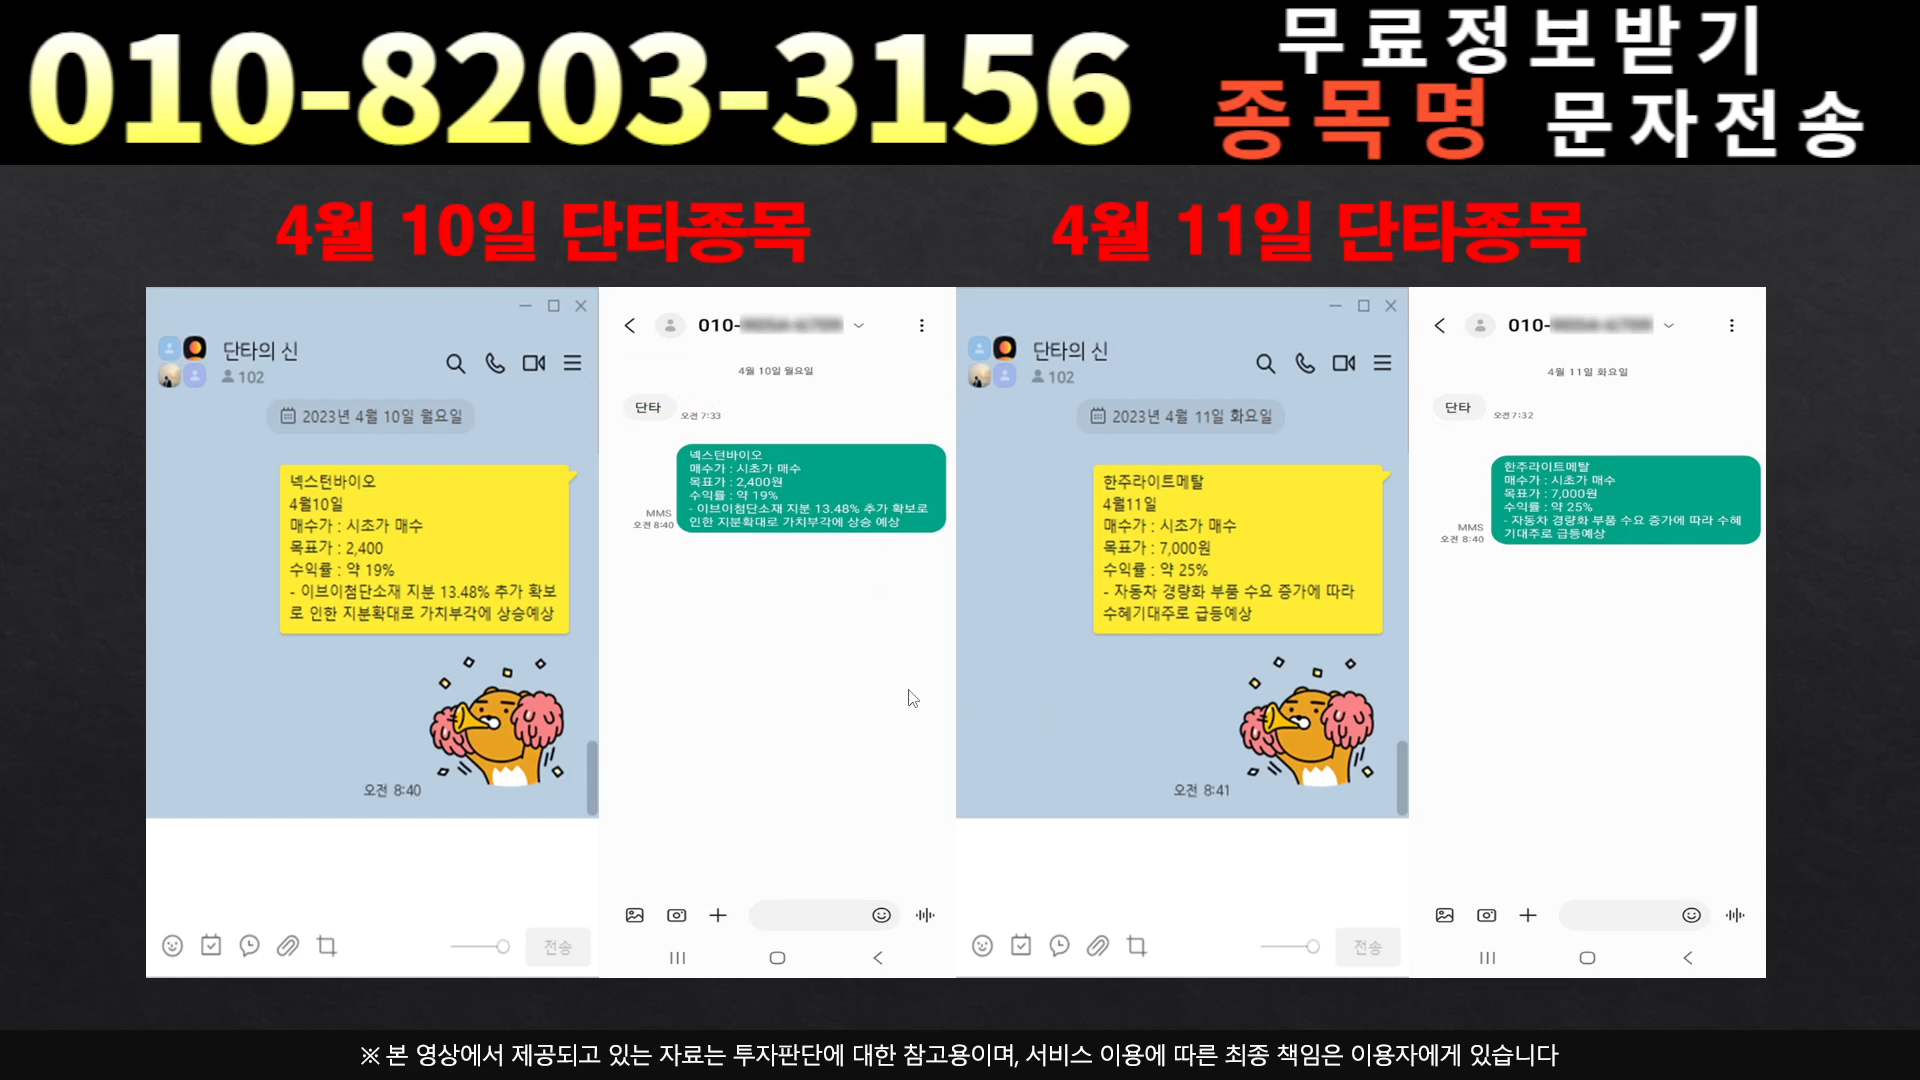 010-8203-3156
무료정보받기
종목명 문자전송
4월 10일 단타종목
4월 11일 단타종목
단타의 신
102
2023년 4월 10일 월요일
넥스턴바이오
4월10일
매수가 : 시초가 매수
목표가 : 2,400
수익률 : 약 19%
- 이브이첨단소재 지분 13.48% 추가 확보
로 인한 지분확대로 가치부각에 상승예상
오전 8:40
전송
010-
4월 10일 월요일
단타
오전 7:33
넥스턴바이오
매수가 : 시초가 매수
목표가 : 2,400원
수익률 : 약 19%
- 이브이첨단소재 지분 13.48% 추가 확보로
인한 지분확대로 가치부각에 상승 예상
MMS
오전 8:40
단타의 신
102
2023년 4월 11일 화요일
한주라이트메탈
4월11일
매수가 : 시초가 매수
목표가 : 7,000원
수익률 : 약 25%
- 자동차 경량화 부품 수요 증가에 따라
수혜기대주로 급등예상
오전 8:41
전송
010-
4월 11일 화요일
단타
오전 7:32
한주라이트메탈
매수가 : 시초가 매수
목표가 : 7,000원
수익률 : 약 25%
- 자동차 경량화 부품 수요 증가에 따라 수혜
기대주로 급등예상
MMS
오전 8:40
※ 본 영상에서 제공되고 있는 자료는 투자판단에 대한 참고용이며, 서비스 이용에 따른 최종 책임은 이용자에게 있습니다